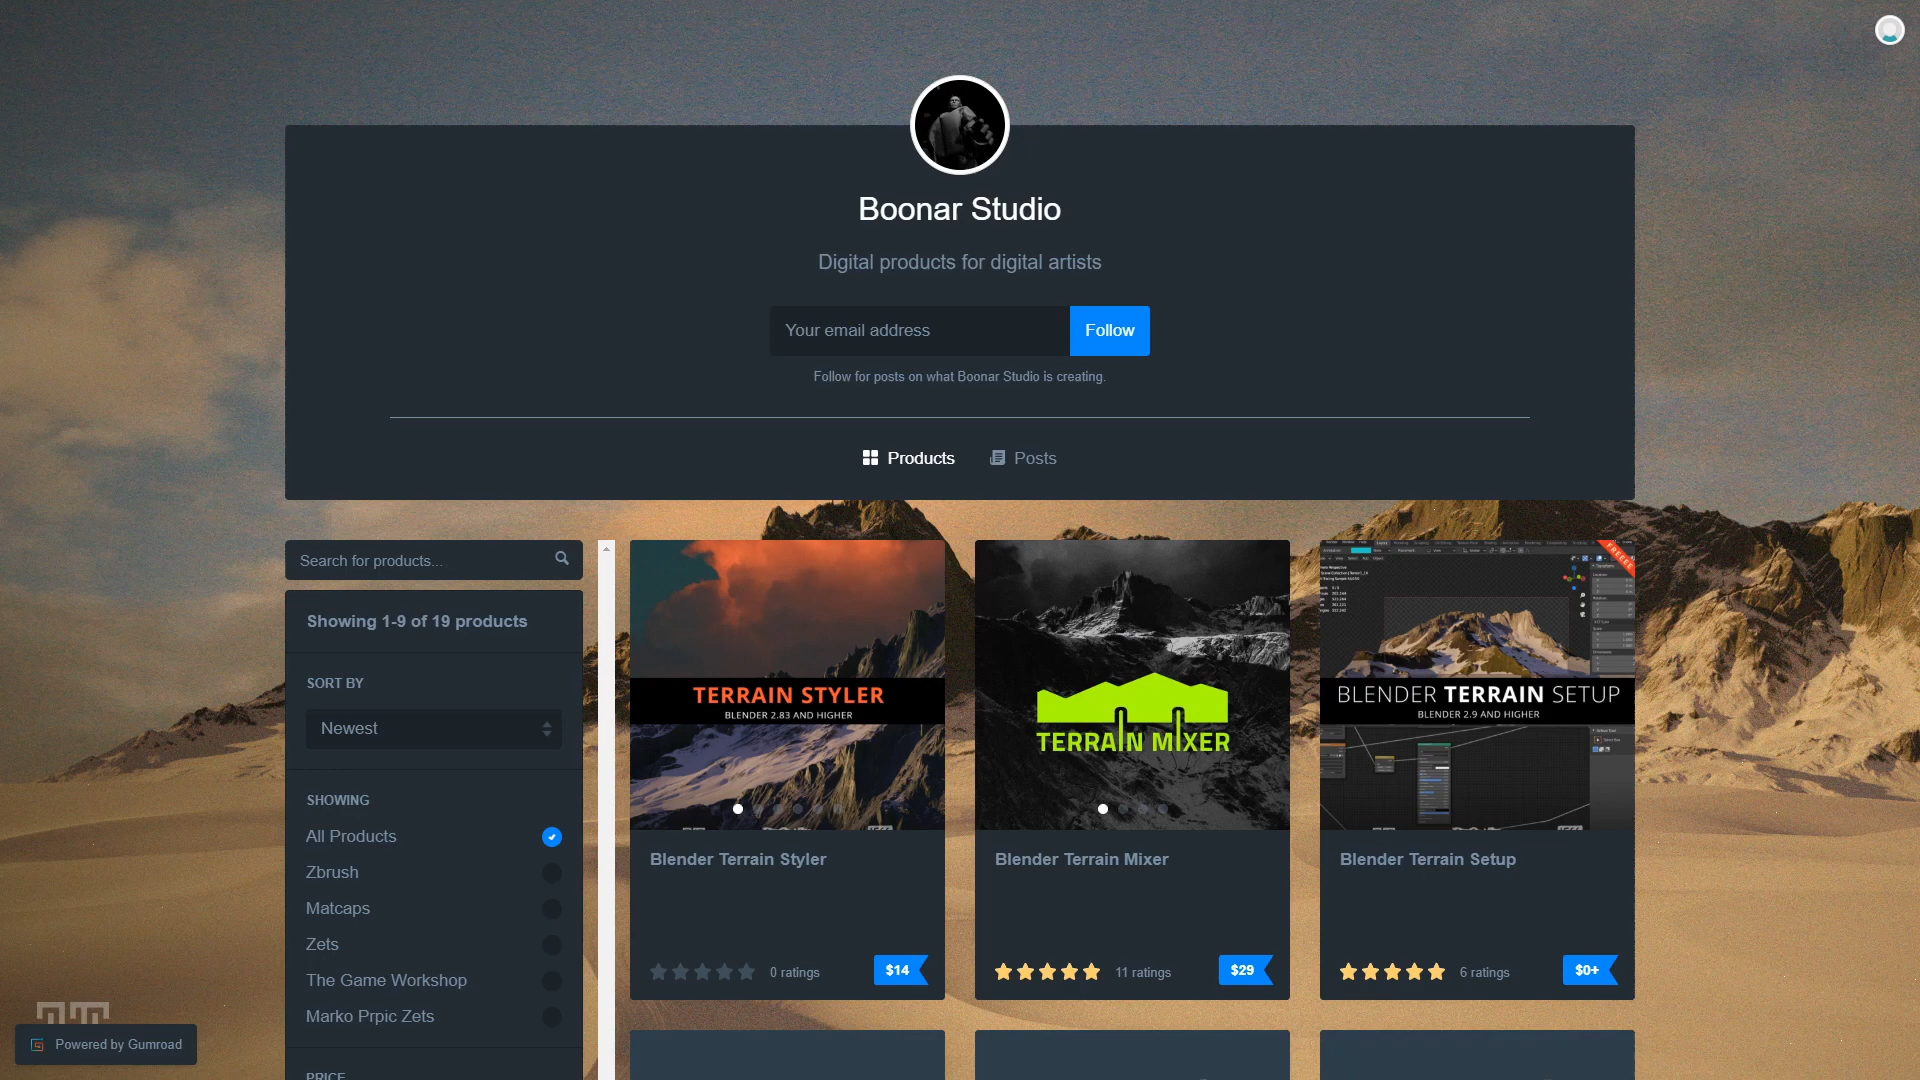 Boonar Studio
Digital products for digital artists
Your email address
Follow
Follow for posts on what Boonar Studio is creating.
Products
Posts
Search for products...
Showing 1-9 of 19 products
SORT BY
Newest
SHOWING
All Products
Zbrush
Matcaps
Zets
The Game Workshop
Marko Prpic Zets
PRICE
TERRAIN STYLER
BLENDER 2.83 AND HIGHER
Blender Terrain Styler
0 ratings
$14
TERRAIN MIXER
Blender Terrain Mixer
11 ratings
$29
BLENDER TERRAIN SETUP
BLENDER 2.9 AND HIGHER
Blender Terrain Setup
6 ratings
$0+
Powered by Gumroad